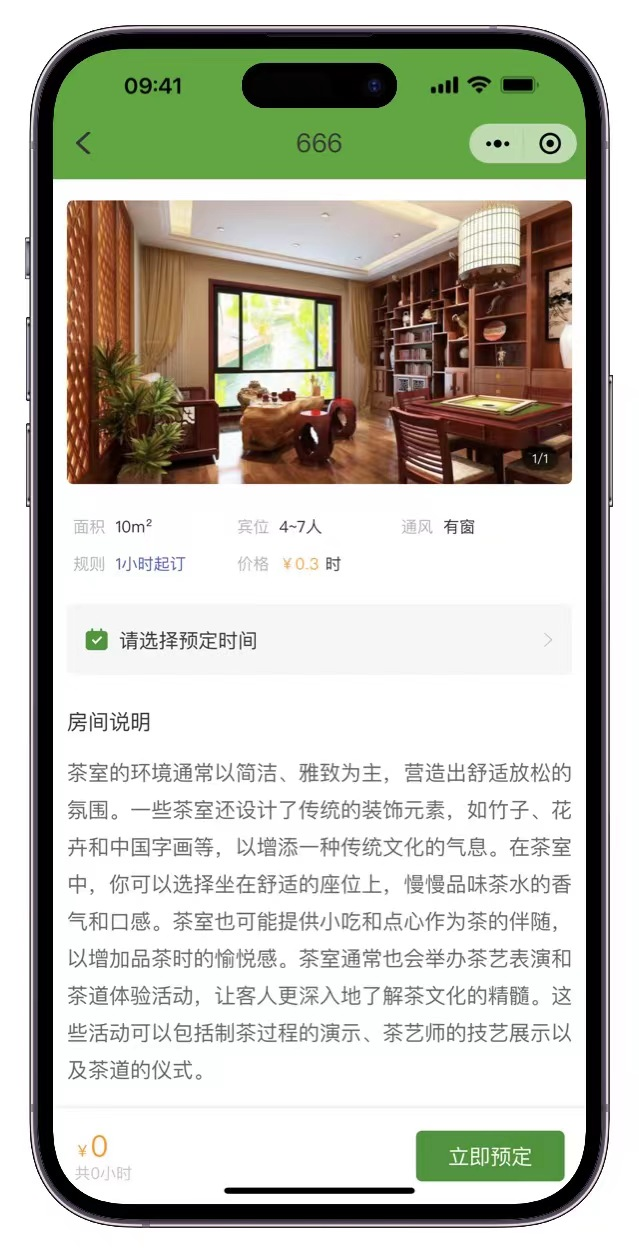 09:41
666
1/1
面积 10m² 宾位 4~7人 通风 有窗
规则 1小时起订 价格 ¥0.3 时
请选择预定时间
房间说明
茶室的环境通常以简洁、雅致为主，营造出舒适放松的
氛围。一些茶室还设计了传统的装饰元素，如竹子、花
卉和中国字画等，以增添一种传统文化的气息。在茶室
中，你可以选择坐在舒适的座位上，慢慢品味茶水的香
气和口感。茶室也可能提供小吃和点心作为茶的伴随，
以增加品茶时的愉悦感。茶室通常也会举办茶艺表演和
茶道体验活动，让客人更深入地了解茶文化的精髓。这
些活动可以包括制茶过程的演示、茶艺师的技艺展示以
及茶道的仪式。
¥0
共0小时
立即预定